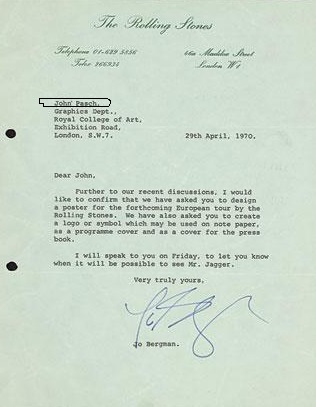 The Rolling Stones
Telephone 01-629 5856
46a Maddox Street
Telex 266934
London W1
John Pasch,
Graphics Dept.,
Royal College of Art,
Exhibition Road,
London, S.W.7.
29th April, 1970.
Dear John,
Further to our recent discussions, I would
like to confirm that we have asked you to design
a poster for the forthcoming European tour by the
Rolling Stones. We have also asked you to create
a logo or symbol which may be used on note paper,
as a programme cover and as a cover for the press
book.
I will speak to you on Friday, to let you know
when it will be possible to see Mr. Jagger.
Very truly yours,
Jo Bergman.